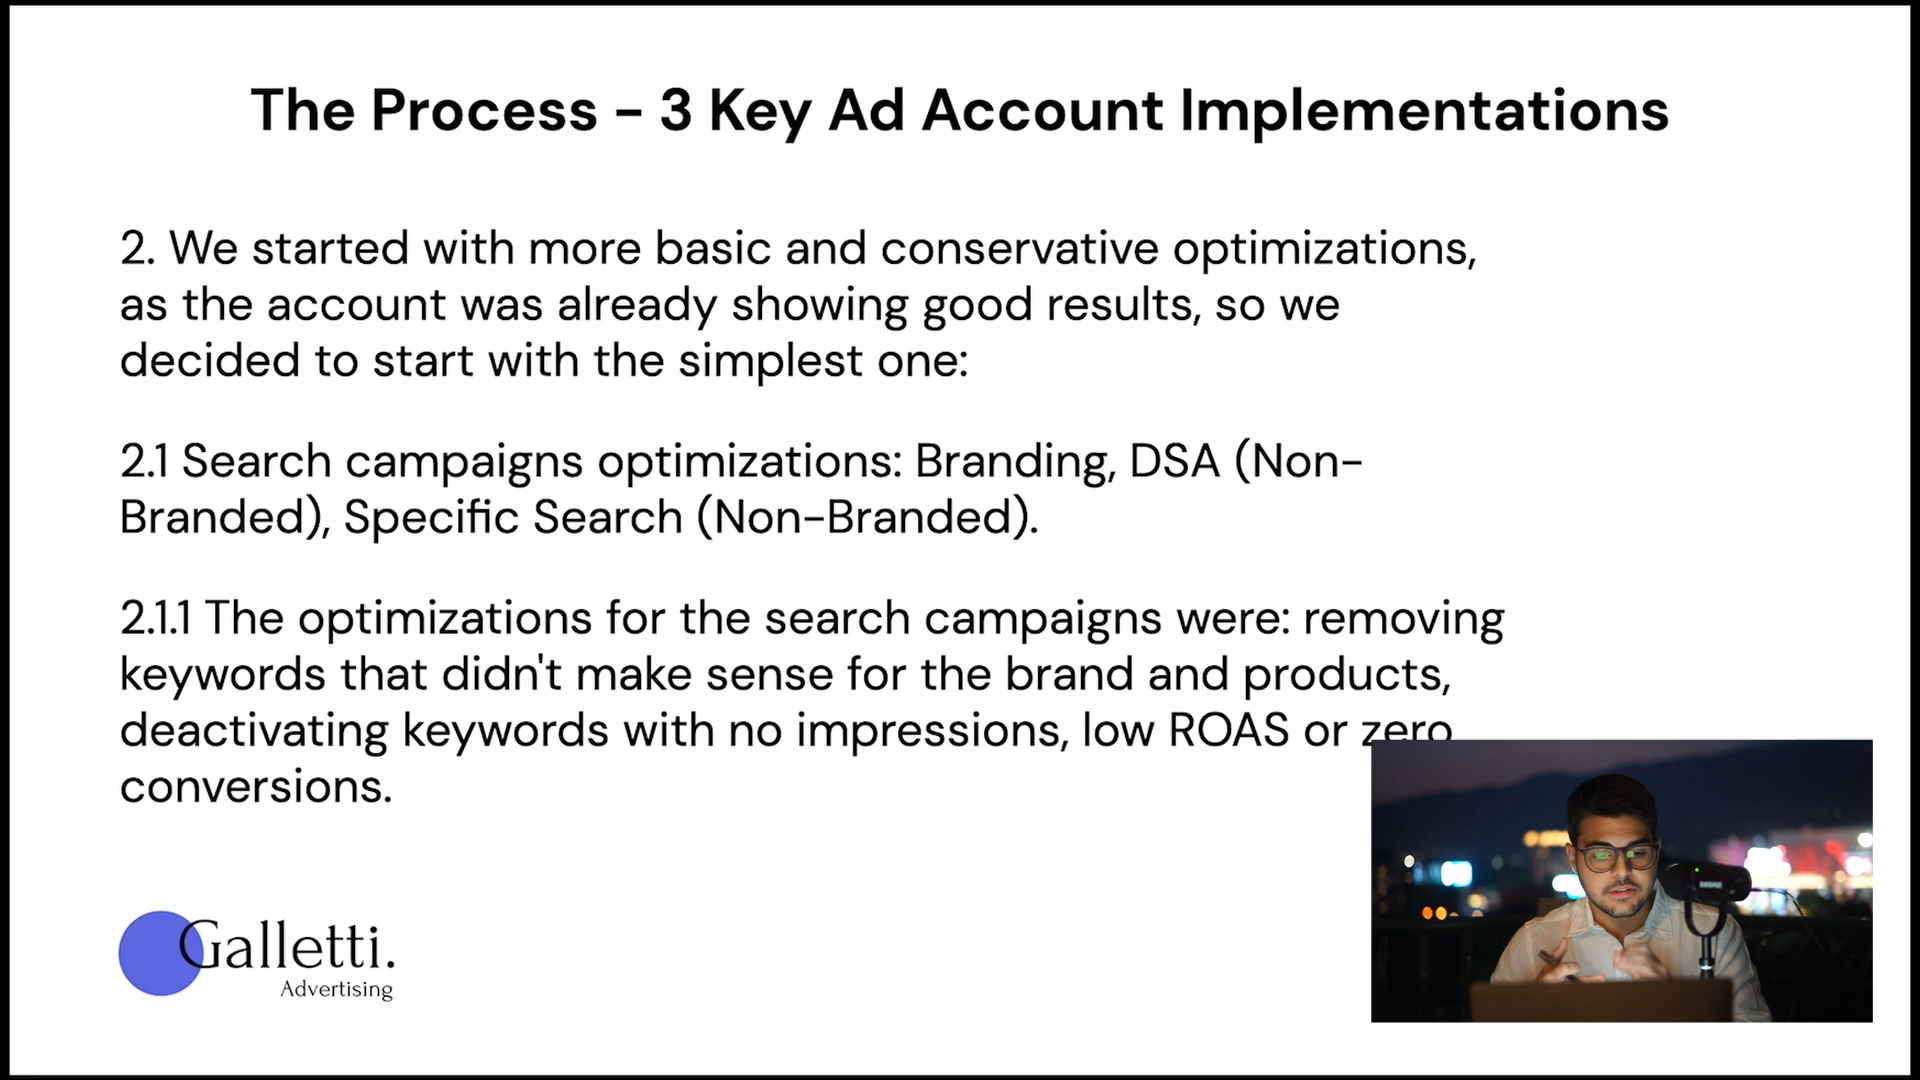 The Process - 3 Key Ad Account Implementations
2. We started with more basic and conservative optimizations,
as the account was already showing good results, so we
decided to start with the simplest one:
2.1 Search campaigns optimizations: Branding, DSA (Non-
Branded), Specific Search (Non-Branded).
2.1.1 The optimizations for the search campaigns were: removing
keywords that didn't make sense for the brand and products,
deactivating keywords with no impressions, low ROAS or zero
conversions.
Galletti.
Advertising